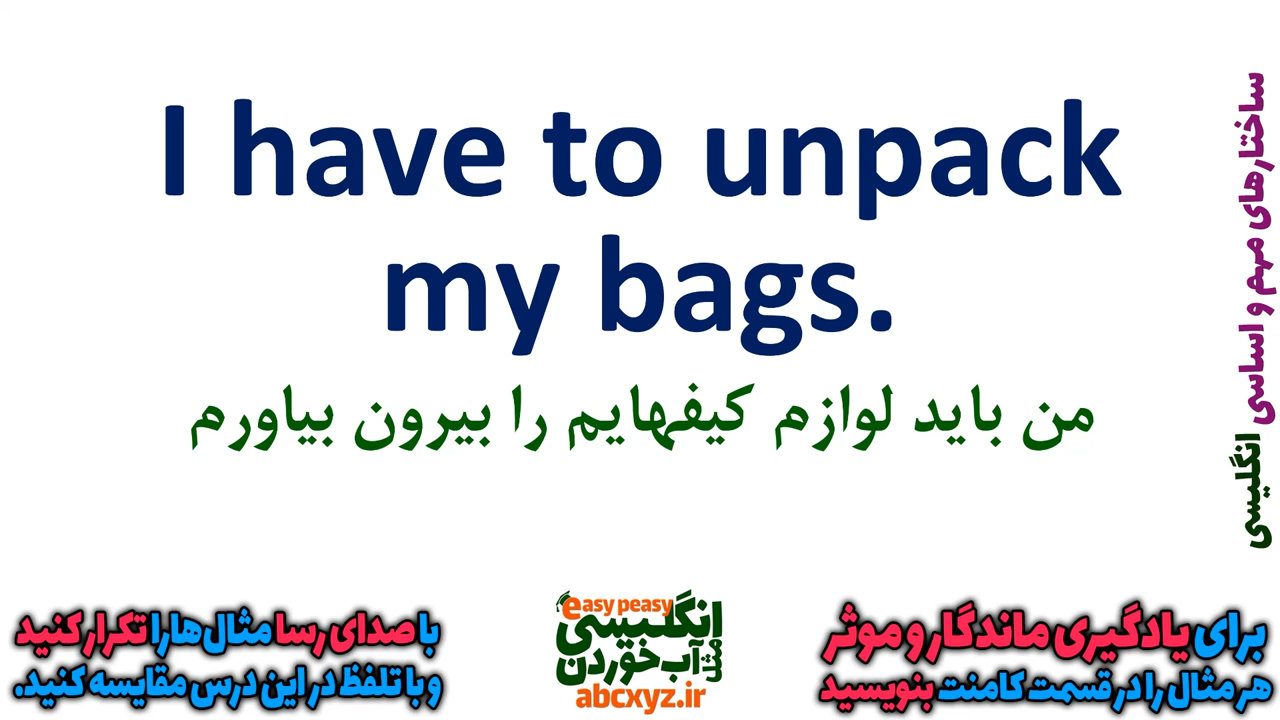 I have to unpack
my bags.
من باید لوازم کیفهایم را بیرون بیاورم
ساختارهای مهم و اساسی انگلیسی
برای یادگیری ماندگار و موثر
هر مثال را در قسمت کامنت بنویسید
easy peasy
انگلیسی
مثل آب خوردن
abcxyz.ir
با صدای رسا مثال‌ها را تکرار کنید
و با تلفظ در این درس مقایسه کنید.